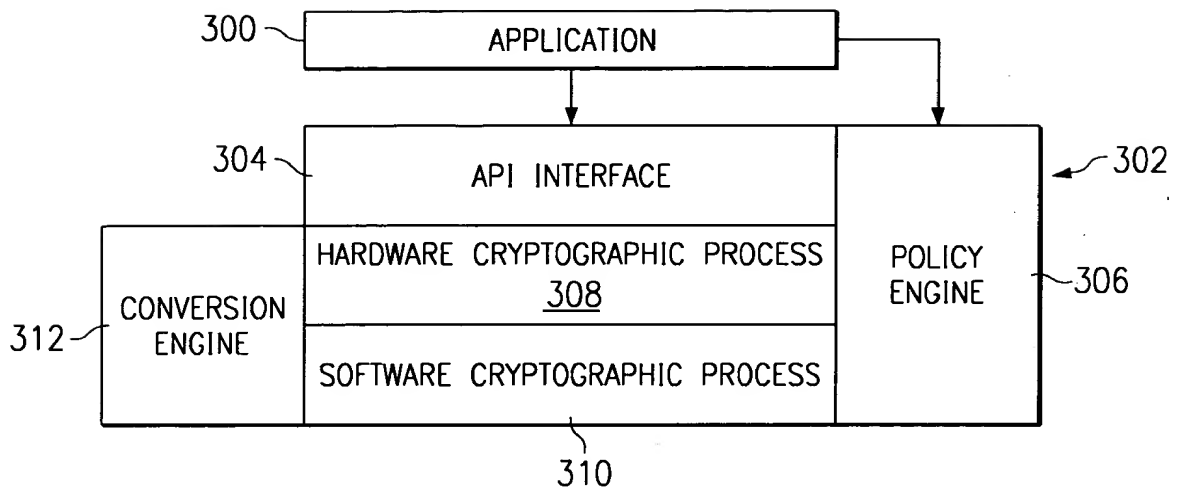 300
APPLICATION
304
API INTERFACE
302
HARDWARE CRYPTOGRAPHIC PROCESS
308
POLICY
ENGINE
306
CONVERSION
ENGINE
312
SOFTWARE CRYPTOGRAPHIC PROCESS
310